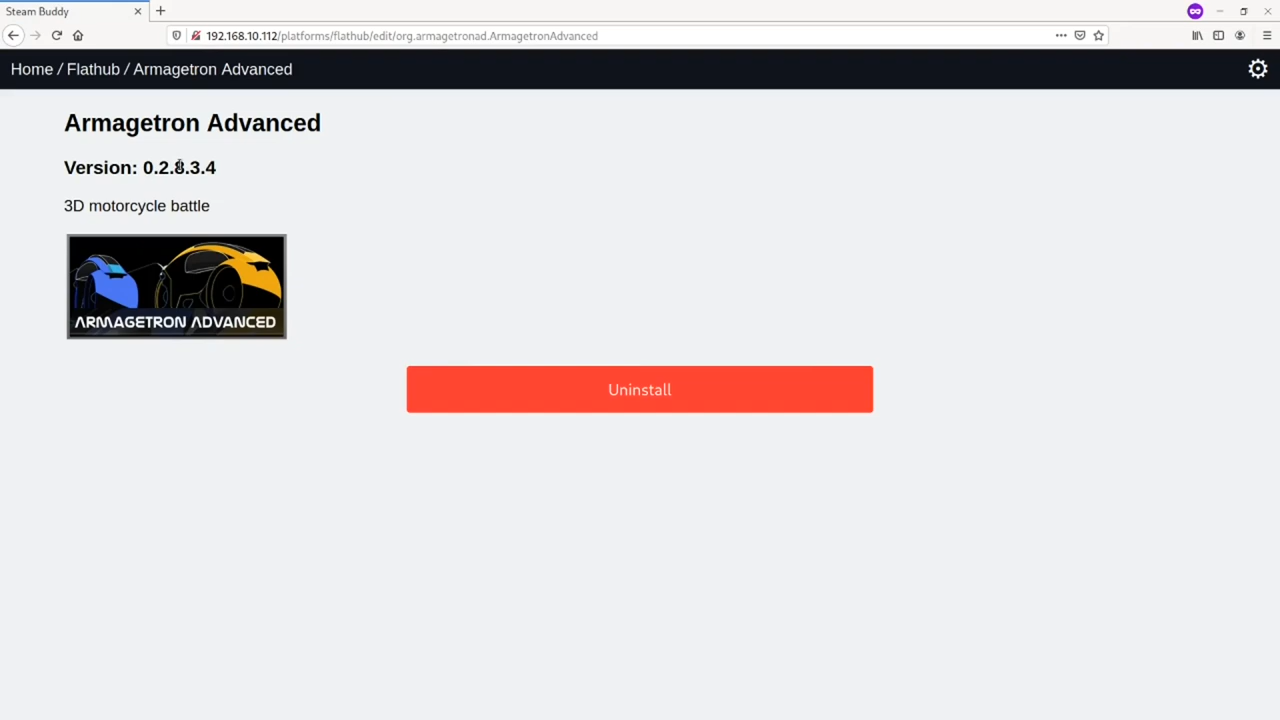 Steam Buddy
192.168.10.112/platforms/flathub/edit/org.armagetronad.ArmagetronAdvanced
Home / Flathub / Armagetron Advanced
Armagetron Advanced
Version: 0.2.8.3.4
3D motorcycle battle
ARMAGETRON ADVANCED
Uninstall